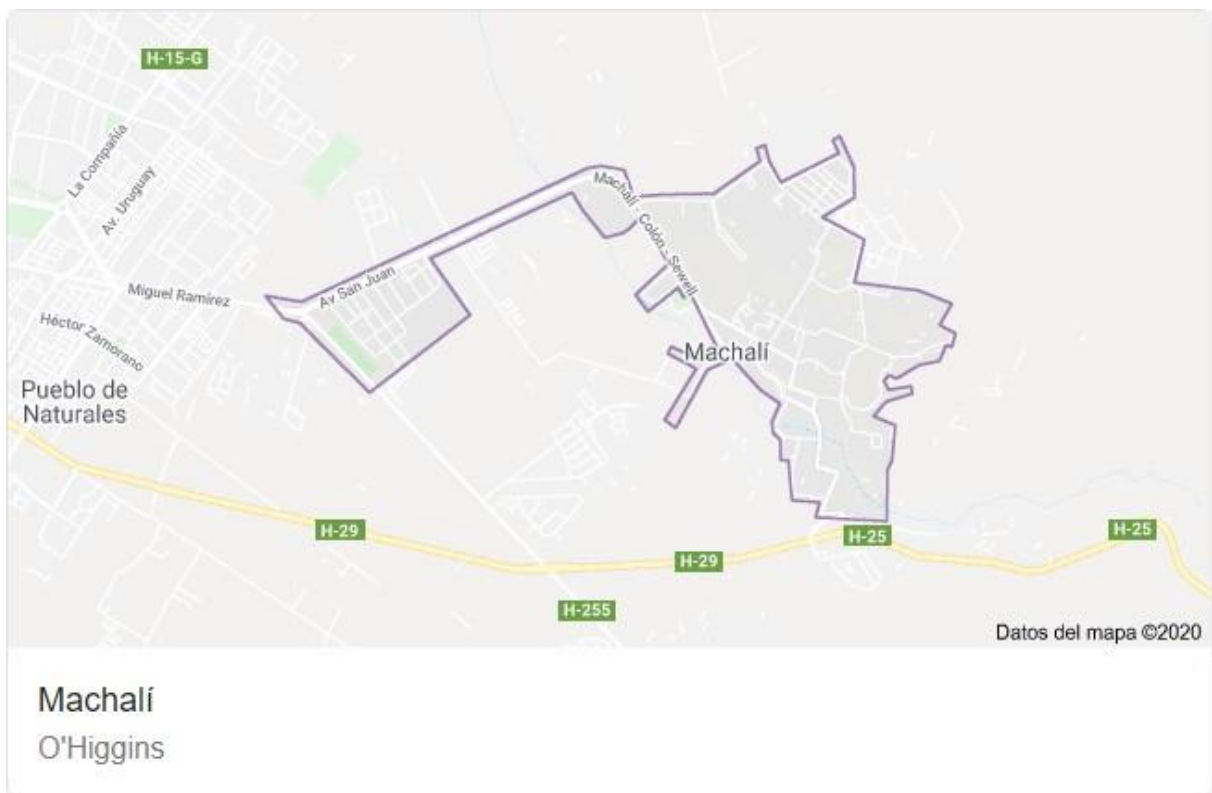 H-15-G
La Compañía
Av. Uruguay
Machalí - Colón - Sewell
Av San Juan
Miguel Ramírez
Héctor Zamorano
Machalí
Pueblo de
Naturales
H-29
H-25
H-25
H-29
H-255
Datos del mapa ©2020
Machalí
O'Higgins